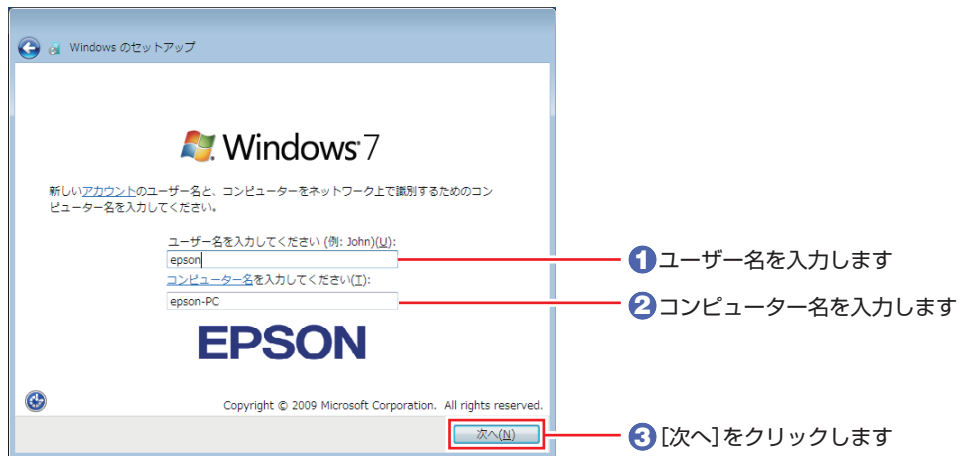 Windows のセットアップ
Windows 7
新しいアカウントのユーザー名と、コンピューターをネットワーク上で識別するためのコン
ピューター名を入力してください。
ユーザー名を入力してください (例: John)(U):
epson
❶ユーザー名を入力します
コンピューター名を入力してください(T):
epson-PC
❷コンピューター名を入力します
EPSON
Copyright © 2009 Microsoft Corporation. All rights reserved.
次へ(N)
❸[次へ]をクリックします